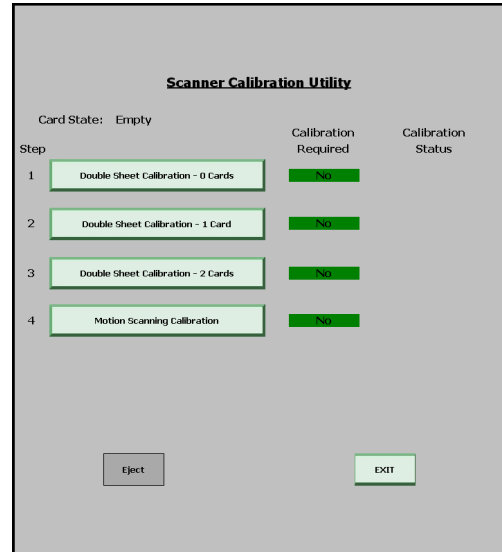 Scanner Calibration Utility
Card State: Empty
Calibration Required
Calibration Status
Step
1 Double Sheet Calibration - 0 Cards No
2 Double Sheet Calibration - 1 Card No
3 Double Sheet Calibration - 2 Cards No
4 Motion Scanning Calibration No
Eject
EXIT